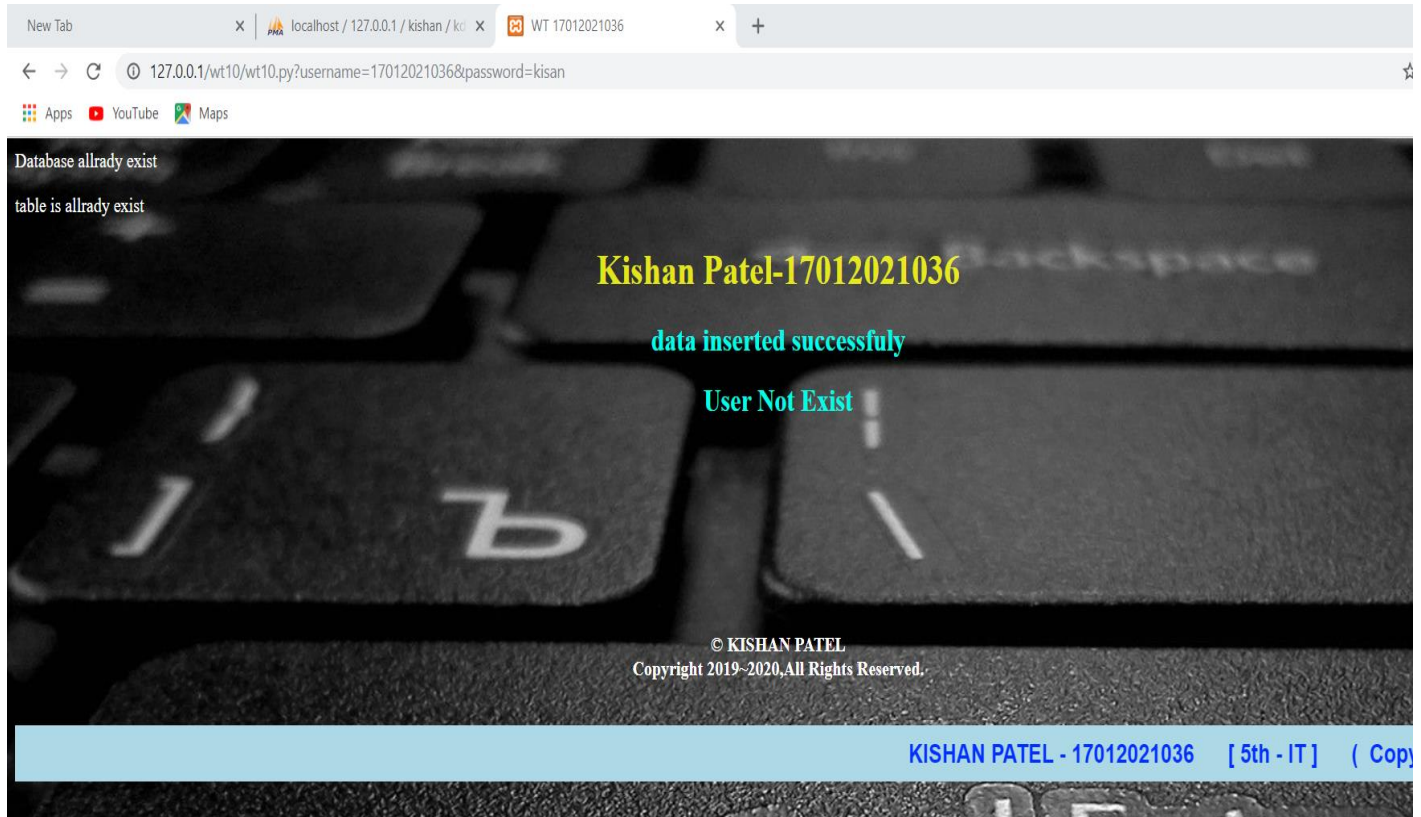 New Tab
localhost / 127.0.0.1 / kishan / kd
WT 17012021036
127.0.0.1/wt10/wt10.py?username=17012021036&password=kisan
Apps YouTube Maps
Database allrady exist
table is allrady exist
Backspace
Kishan Patel-17012021036
data inserted successfuly
User Not Exist
}
]
Ъ
¦
\
© KISHAN PATEL
Copyright 2019~2020,All Rights Reserved.
KISHAN PATEL - 17012021036 [ 5th - IT ] ( Copy